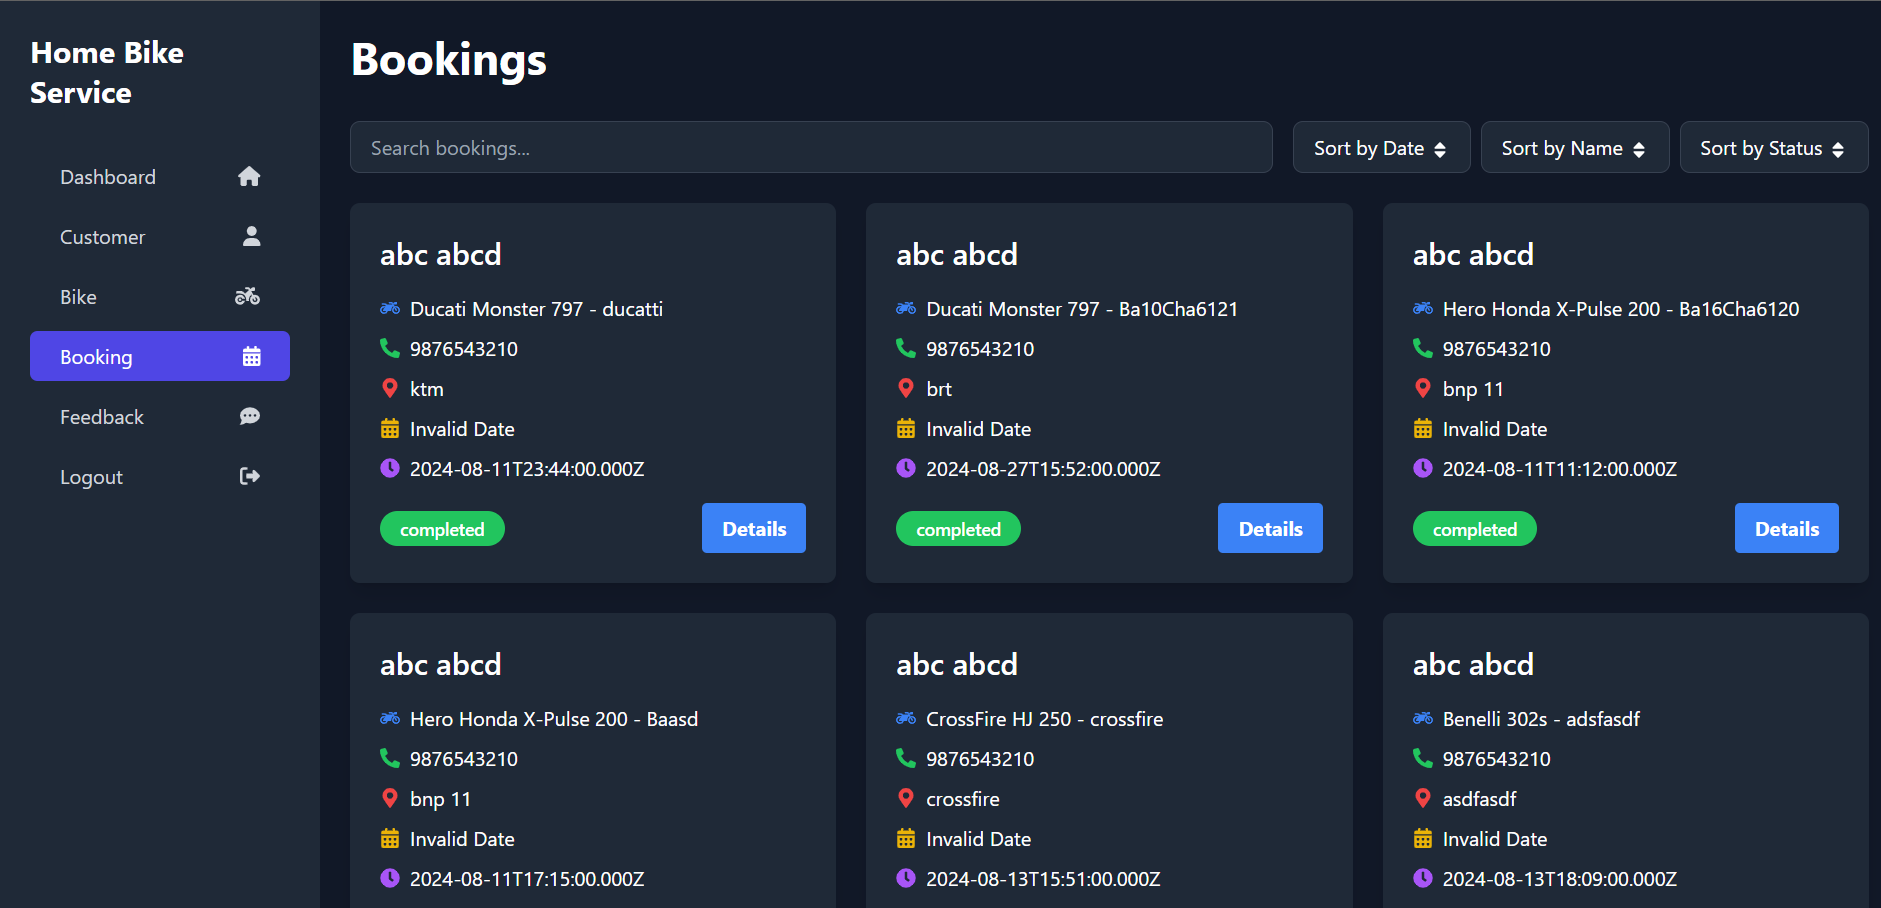 Home Bike
Service
Dashboard
Customer
Bike
Booking
Feedback
Logout
Bookings
Search bookings...
Sort by Date
Sort by Name
Sort by Status
abc abcd
Ducati Monster 797 - ducatti
9876543210
ktm
Invalid Date
2024-08-11T23:44:00.000Z
completed
Details
abc abcd
Ducati Monster 797 - Ba10Cha6121
9876543210
brt
Invalid Date
2024-08-27T15:52:00.000Z
completed
Details
abc abcd
Hero Honda X-Pulse 200 - Ba16Cha6120
9876543210
bnp 11
Invalid Date
2024-08-11T11:12:00.000Z
completed
Details
abc abcd
Hero Honda X-Pulse 200 - Baasd
9876543210
bnp 11
Invalid Date
2024-08-11T17:15:00.000Z
abc abcd
CrossFire HJ 250 - crossfire
9876543210
crossfire
Invalid Date
2024-08-13T15:51:00.000Z
abc abcd
Benelli 302s - adsfasdf
9876543210
asdfasdf
Invalid Date
2024-08-13T18:09:00.000Z